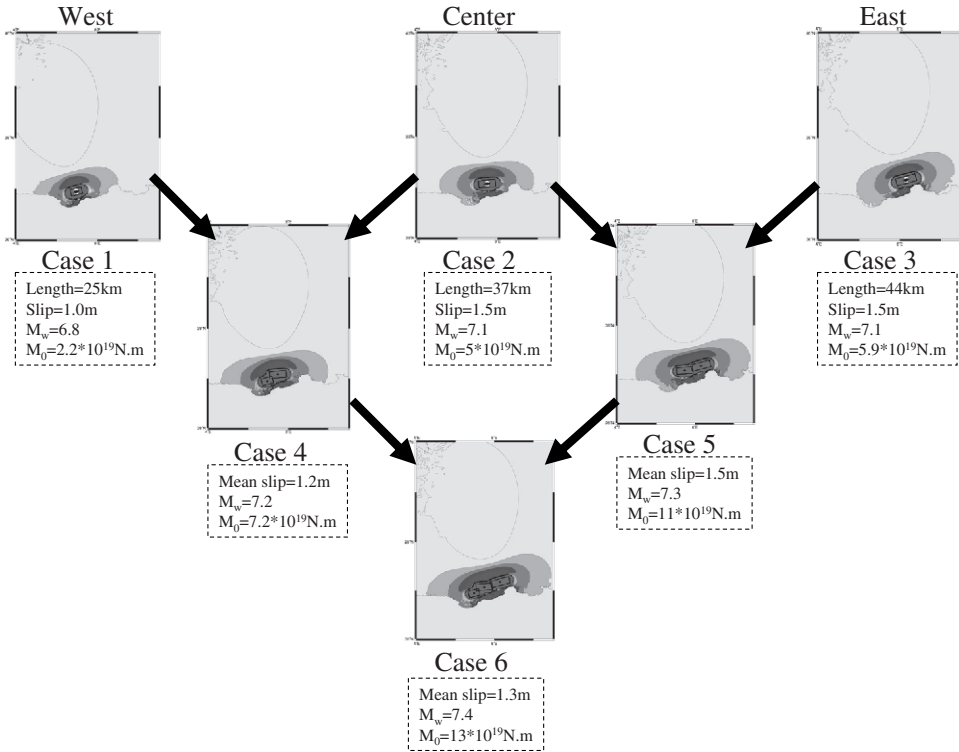 West
Center
East
Case 1
Length=25km
Slip=1.0m
Mw=6.8
M0=2.2*10^19N.m
Case 2
Length=37km
Slip=1.5m
Mw=7.1
M0=5*10^19N.m
Case 3
Length=44km
Slip=1.5m
Mw=7.1
M0=5.9*10^19N.m
Case 4
Mean slip=1.2m
Mw=7.2
M0=7.2*10^19N.m
Case 5
Mean slip=1.5m
Mw=7.3
M0=11*10^19N.m
Case 6
Mean slip=1.3m
Mw=7.4
M0=13*10^19N.m